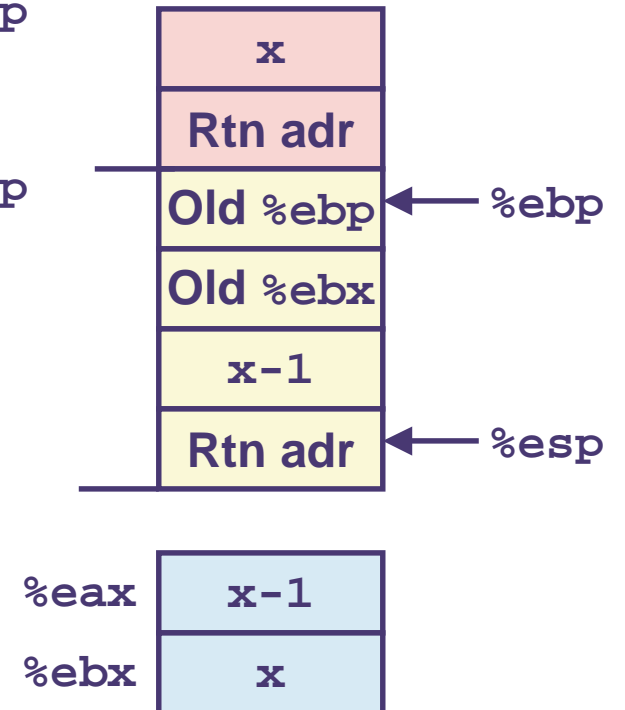 p
x
Rtn adr
p
Old %ebp %ebp
Old %ebx
x-1
Rtn adr %esp
%eax x-1
%ebx x